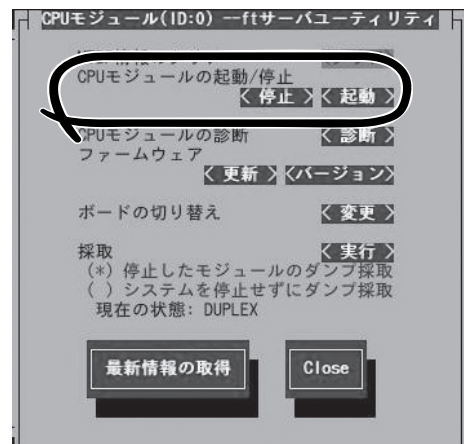 CPUモジュール(ID:0) --ftサーバユーティリティ
CPUモジュールの起動/停止
< 停止 > < 起動 >
CPUモジュールの診断 < 診断 >
ファームウェア
< 更新 > <バージョン>
ボードの切り替え < 変更 >
採取 < 実行 >
(*) 停止したモジュールのダンプ採取
( ) システムを停止せずにダンプ採取
現在の状態: DUPLEX
最新情報の取得 Close